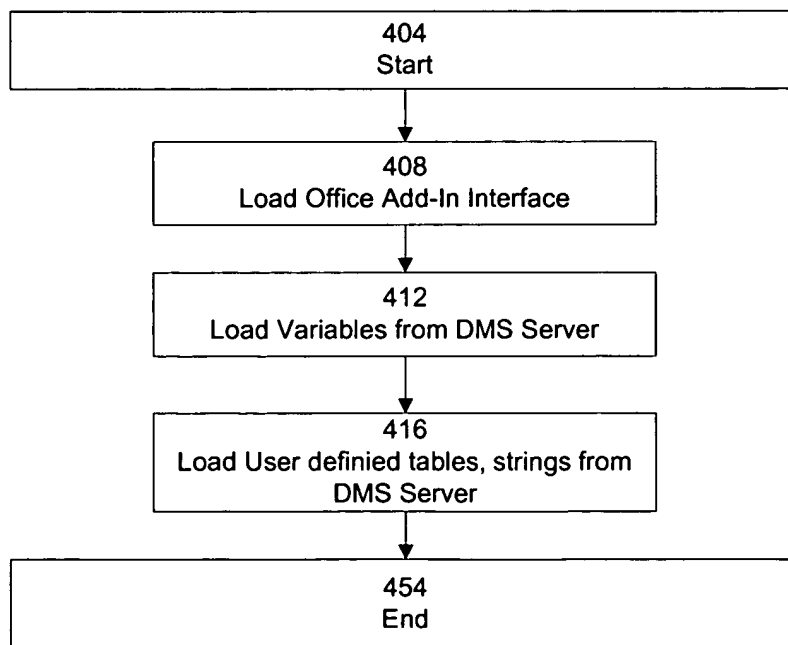 404
Start
408
Load Office Add-In Interface
412
Load Variables from DMS Server
416
Load User definied tables, strings from
DMS Server
454
End